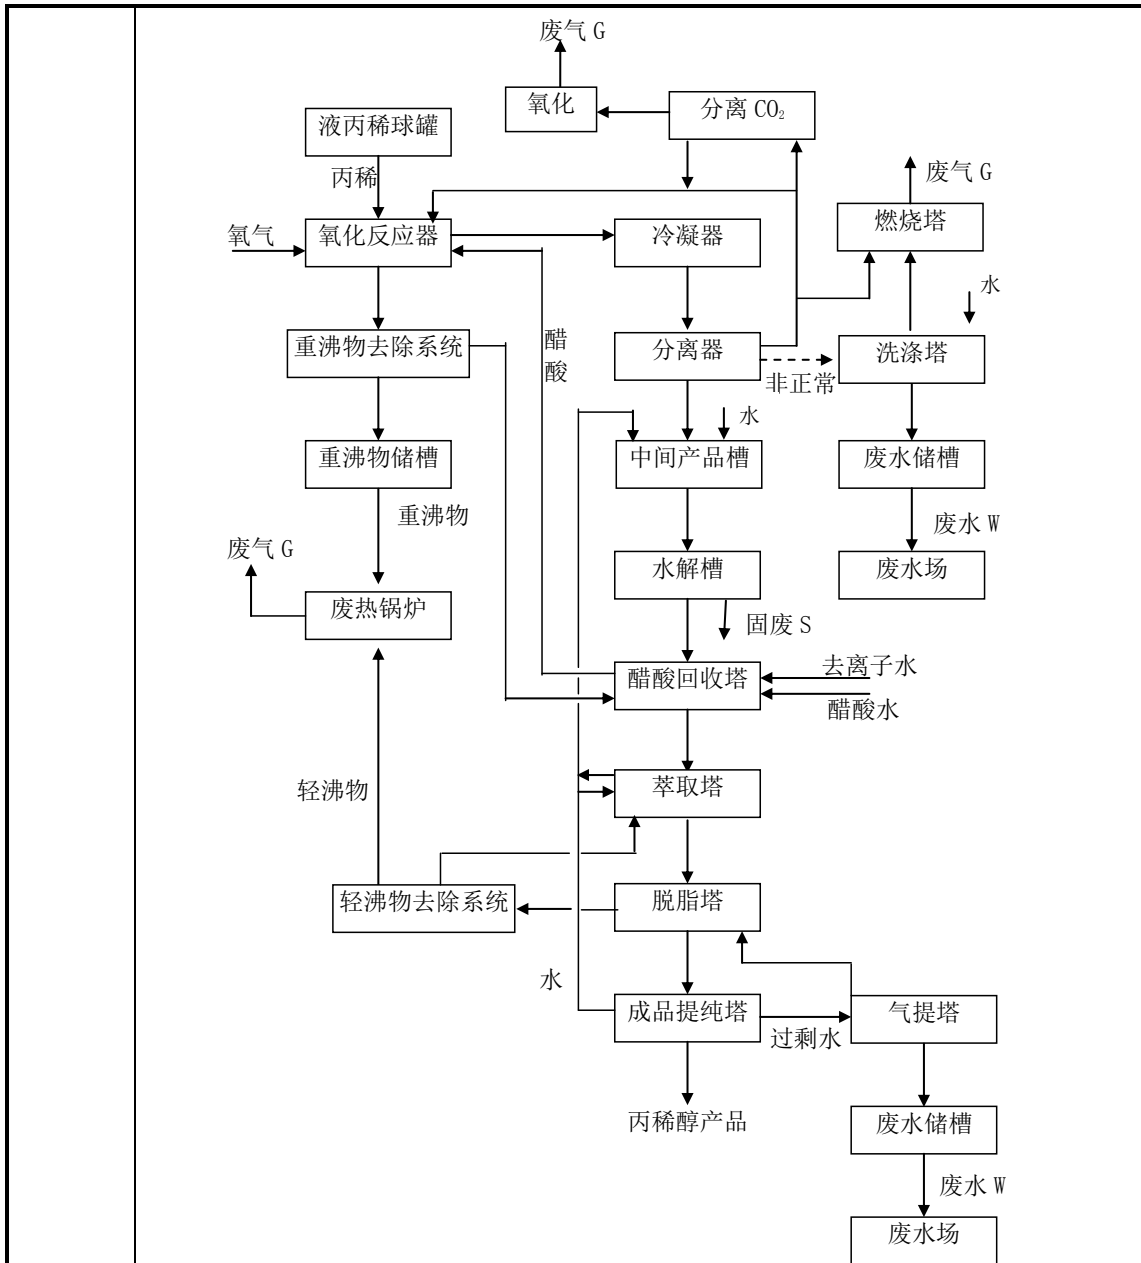 废气 G
氧化
分离 CO₂
液丙稀球罐
丙稀
废气 G
燃烧塔
氧气
氧化反应器
冷凝器
水
醋
酸
重沸物去除系统
分离器
洗涤塔
非正常
水
重沸物储槽
中间产品槽
废水储槽
重沸物
废水 W
废气 G
水解槽
废水场
废热锅炉
固废 S
去离子水
醋酸回收塔
醋酸水
轻沸物
萃取塔
轻沸物去除系统
脱脂塔
水
成品提纯塔
气提塔
过剩水
丙稀醇产品
废水储槽
废水 W
废水场